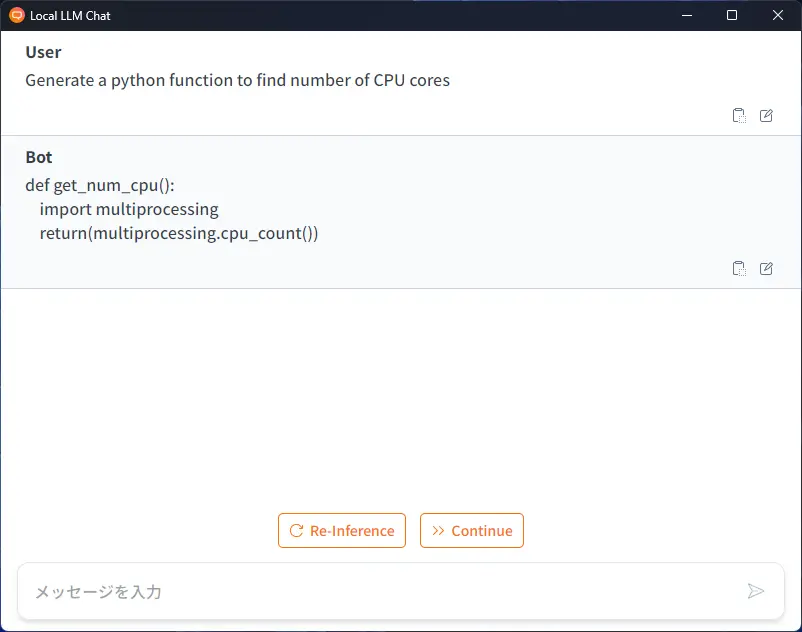 Local LLM Chat
User
Generate a python function to find number of CPU cores
Bot
def get_num_cpu():
    import multiprocessing
    return(multiprocessing.cpu_count())
Re-Inference
Continue
メッセージを入力